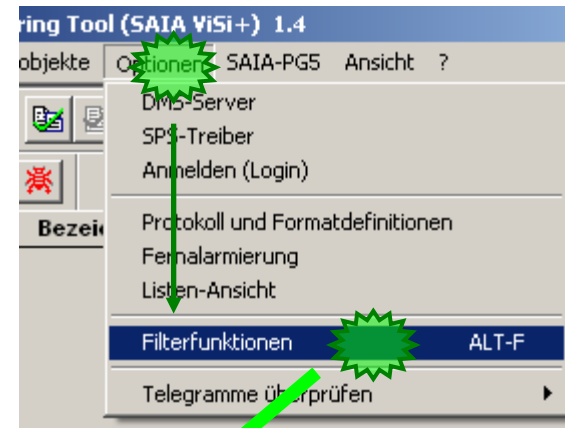 ring Tool (SAIA ViSi+) 1.4
objekte Optionen SAIA-PG5 Ansicht ?
DMS-Server
SPS-Treiber
Anmelden (Login)
Bezei
Protokoll und Formatdefinitionen
Fernalarmierung
Listen-Ansicht
Filterfunktionen ALT-F
Telegramme überprüfen